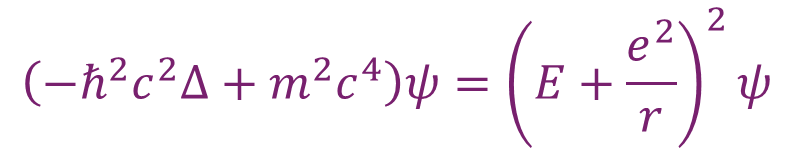 (−ℏ²c²Δ + m²c⁴)ψ = (E + e²/r)² ψ